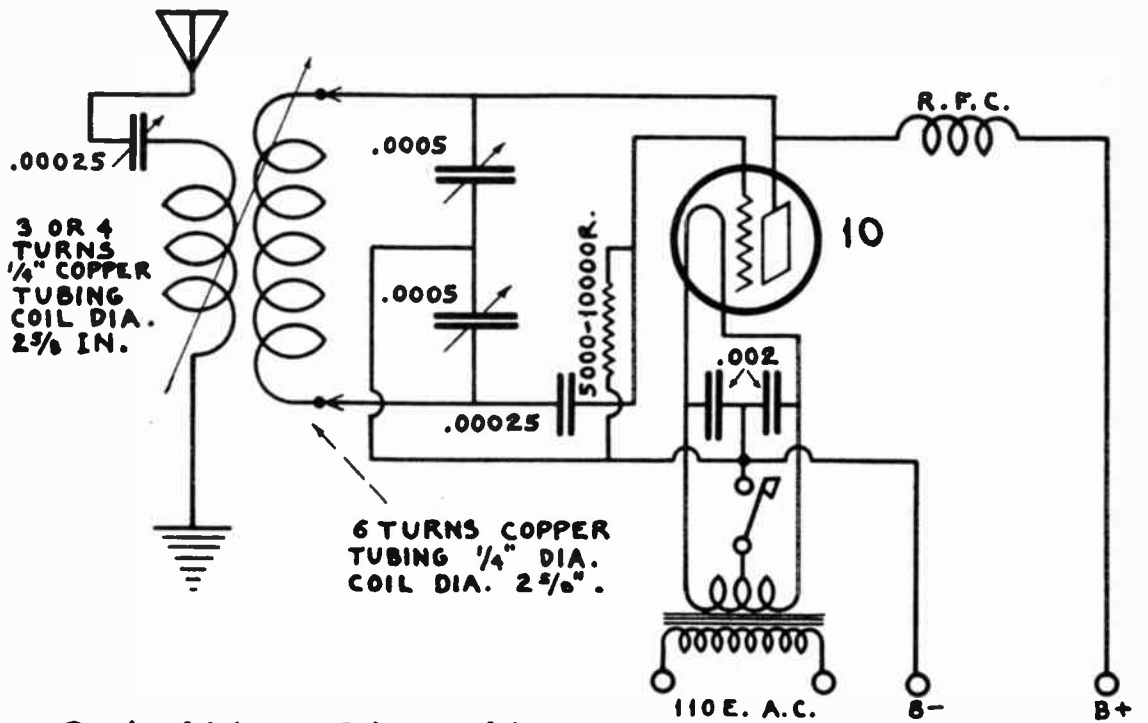 R.F.C.
.00025
.0005
3 OR 4
TURNS
1/4" COPPER
TUBING
COIL DIA.
2 5/8 IN.
10
.0005
5000-10000R.
.002
.00025
6 TURNS COPPER
TUBING 1/4" DIA.
COIL DIA. 2 5/8".
110 E. A.C.
B-
B+